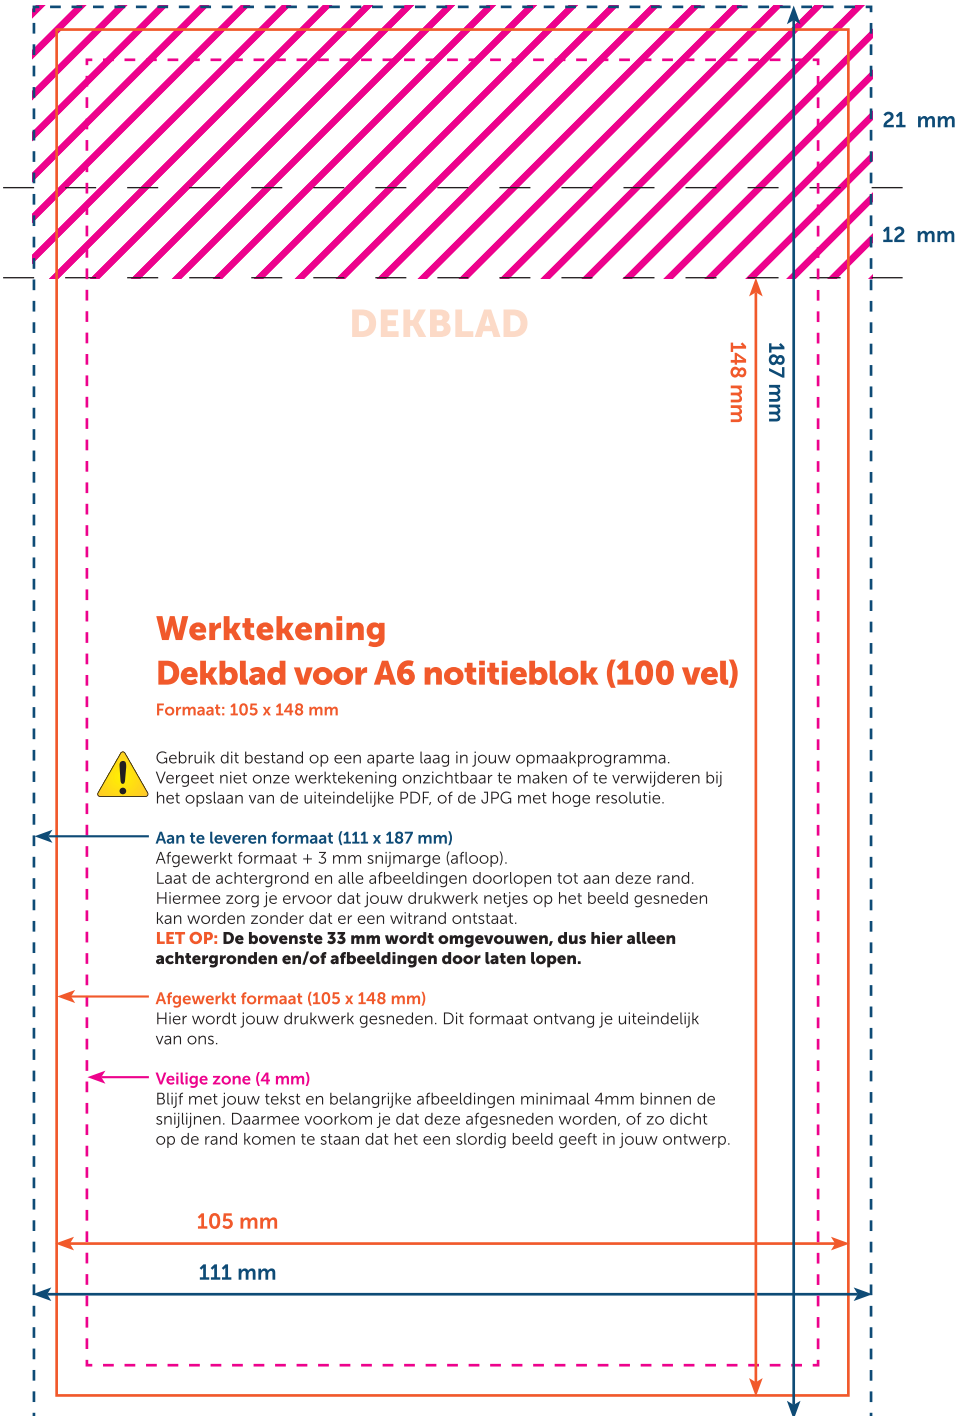 21 mm
12 mm
DEKBLAD
148 mm
187 mm
Werktekening
Dekblad voor A6 notitieblok (100 vel)
Formaat: 105 x 148 mm
Gebruik dit bestand op een aparte laag in jouw opmaakprogramma.
Vergeet niet onze werktekening onzichtbaar te maken of te verwijderen bij
het opslaan van de uiteindelijke PDF, of de JPG met hoge resolutie.
Aan te leveren formaat (111 x 187 mm)
Afgewerkt formaat + 3 mm snijmarge (afloop).
Laat de achtergrond en alle afbeeldingen doorlopen tot aan deze rand.
Hiermee zorg je ervoor dat jouw drukwerk netjes op het beeld gesneden
kan worden zonder dat er een witrand ontstaat.
LET OP: De bovenste 33 mm wordt omgevouwen, dus hier alleen
achtergronden en/of afbeeldingen door laten lopen.
Afgewerkt formaat (105 x 148 mm)
Hier wordt jouw drukwerk gesneden. Dit formaat ontvang je uiteindelijk
van ons.
Veilige zone (4 mm)
Blijf met jouw tekst en belangrijke afbeeldingen minimaal 4mm binnen de
snijlijnen. Daarmee voorkom je dat deze afgesneden worden, of zo dicht
op de rand komen te staan dat het een slordig beeld geeft in jouw ontwerp.
105 mm
111 mm